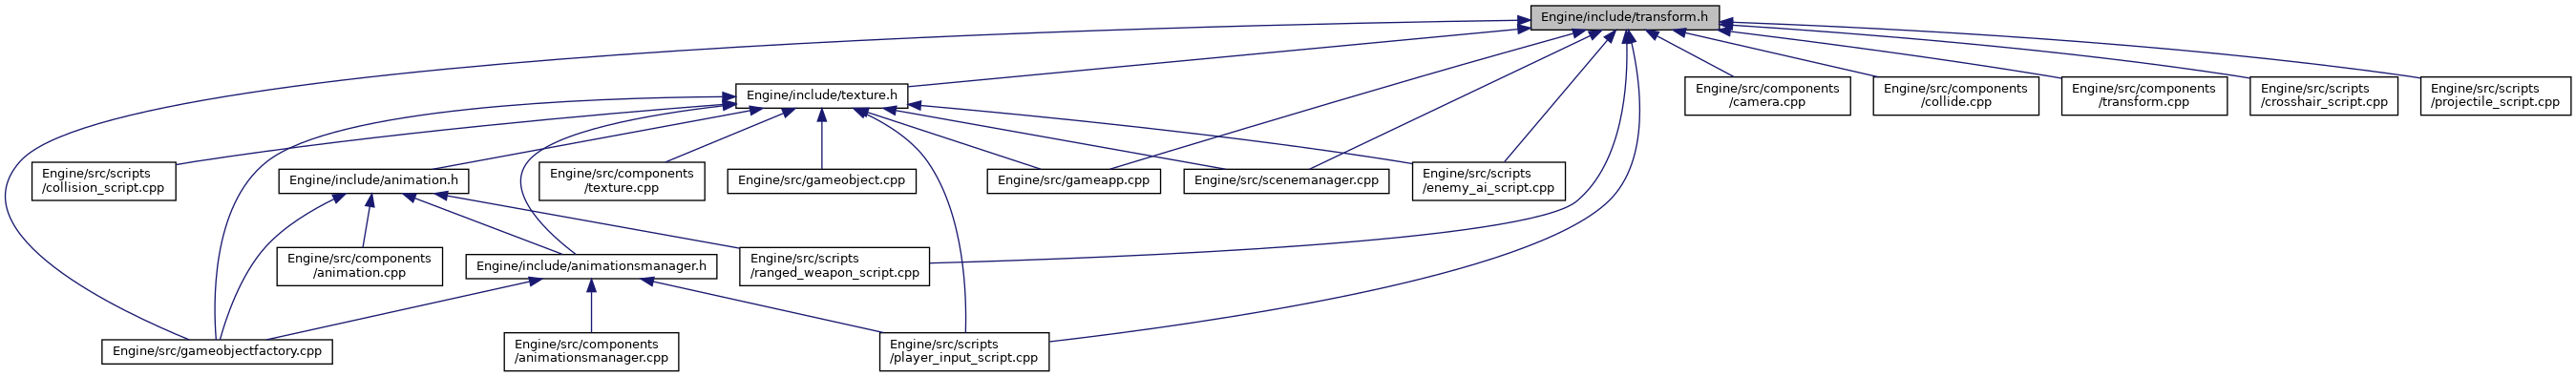 Engine/include/transform.h
Engine/include/texture.h
Engine/src/components
/camera.cpp
Engine/src/components
/collide.cpp
Engine/src/components
/transform.cpp
Engine/src/scripts
/crosshair_script.cpp
Engine/src/scripts
/projectile_script.cpp
Engine/src/scripts
/collision_script.cpp
Engine/include/animation.h
Engine/src/components
/texture.cpp
Engine/src/gameobject.cpp
Engine/src/gameapp.cpp
Engine/src/scenemanager.cpp
Engine/src/scripts
/enemy_ai_script.cpp
Engine/src/components
/animation.cpp
Engine/include/animationsmanager.h
Engine/src/scripts
/ranged_weapon_script.cpp
Engine/src/gameobjectfactory.cpp
Engine/src/components
/animationsmanager.cpp
Engine/src/scripts
/player_input_script.cpp